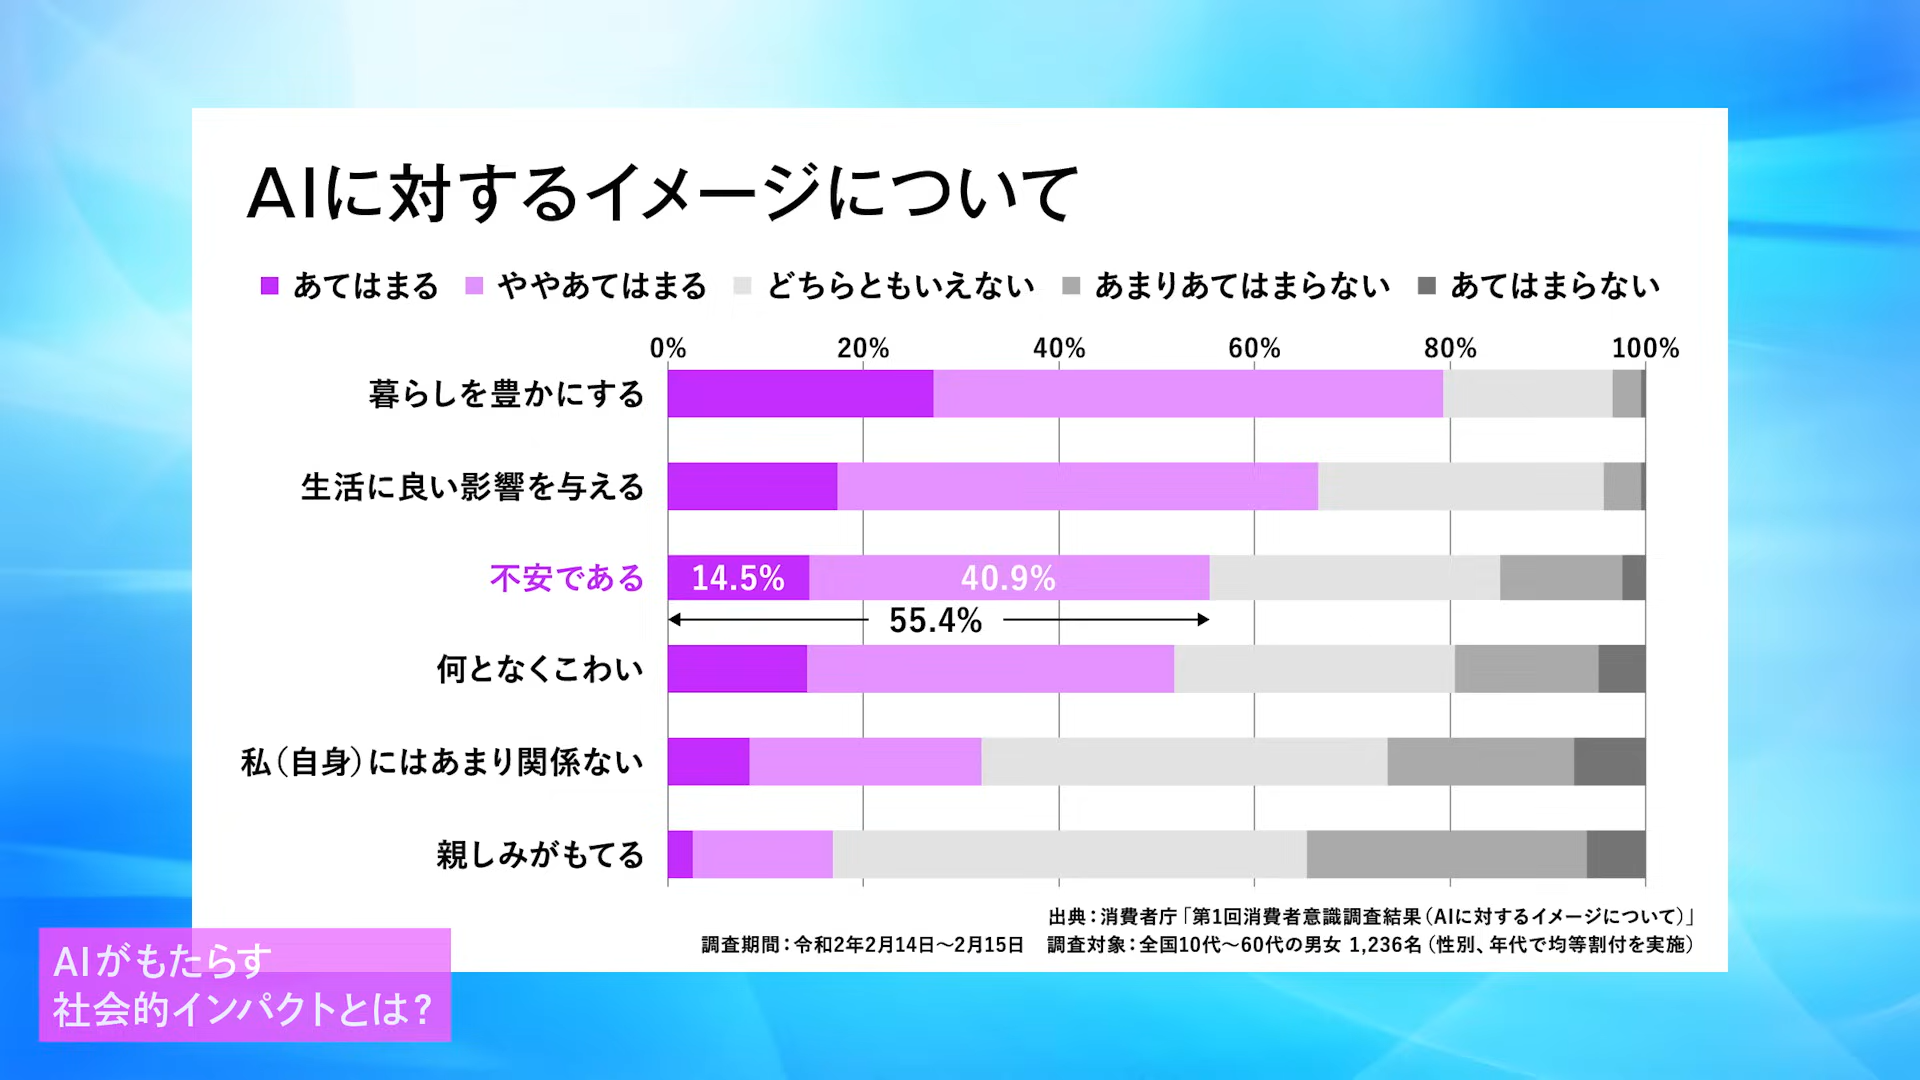 AIに対するイメージについて
あてはまる ややあてはまる どちらともいえない あまりあてはまらない あてはまらない
0% 20% 40% 60% 80% 100%
暮らしを豊かにする
生活に良い影響を与える
不安である 14.5% 40.9%
55.4%
何となくこわい
私（自身）にはあまり関係ない
親しみがもてる
出典：消費者庁「第1回消費者意識調査結果（AIに対するイメージについて）」
調査期間：令和2年2月14日～2月15日 調査対象：全国10代～60代の男女 1,236名（性別、年代で均等割付を実施）
AIがもたらす
社会的インパクトとは？